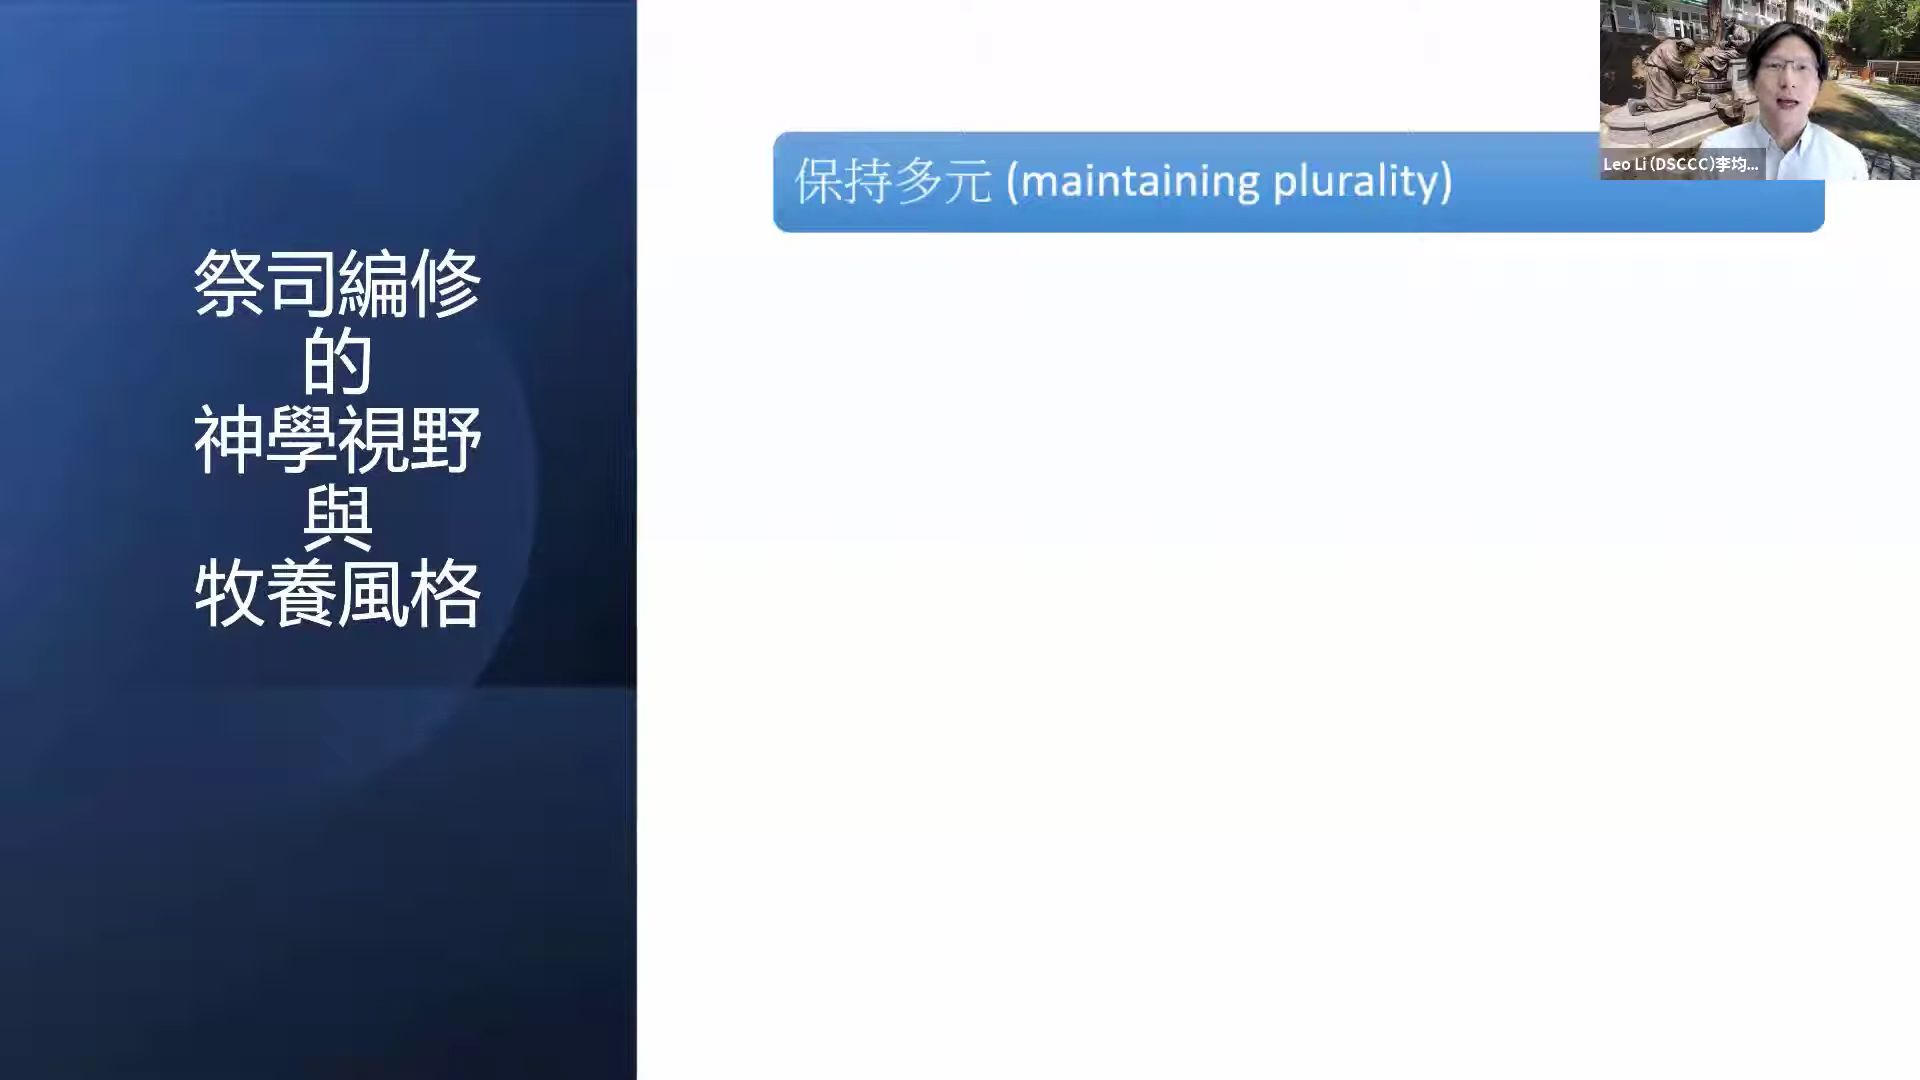 祭司編修
的
神學視野
與
牧養風格
保持多元 (maintaining plurality)
Leo Li (DSCCC)李均...